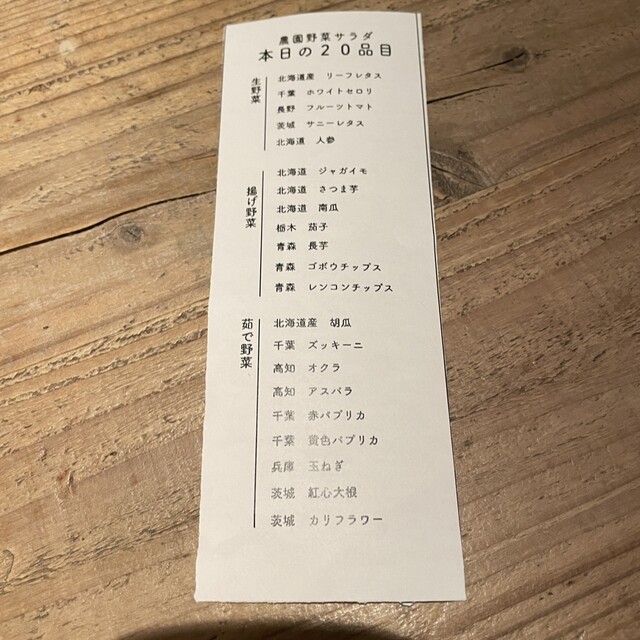 農園野菜サラダ
本日の20品目
生野菜
北海道産 リーフレタス
千葉 ホワイトセロリ
長野 フルーツトマト
茨城 サニーレタス
北海道 人参
揚げ野菜
北海道 ジャガイモ
北海道 さつま芋
北海道 南瓜
栃木 茄子
青森 長芋
青森 ゴボウチップス
青森 レンコンチップス
茹で野菜
北海道産 胡瓜
千葉 ズッキーニ
高知 オクラ
高知 アスパラ
千葉 赤パプリカ
千葉 黄色パプリカ
兵庫 玉ねぎ
茨城 紅心大根
茨城 カリフラワー